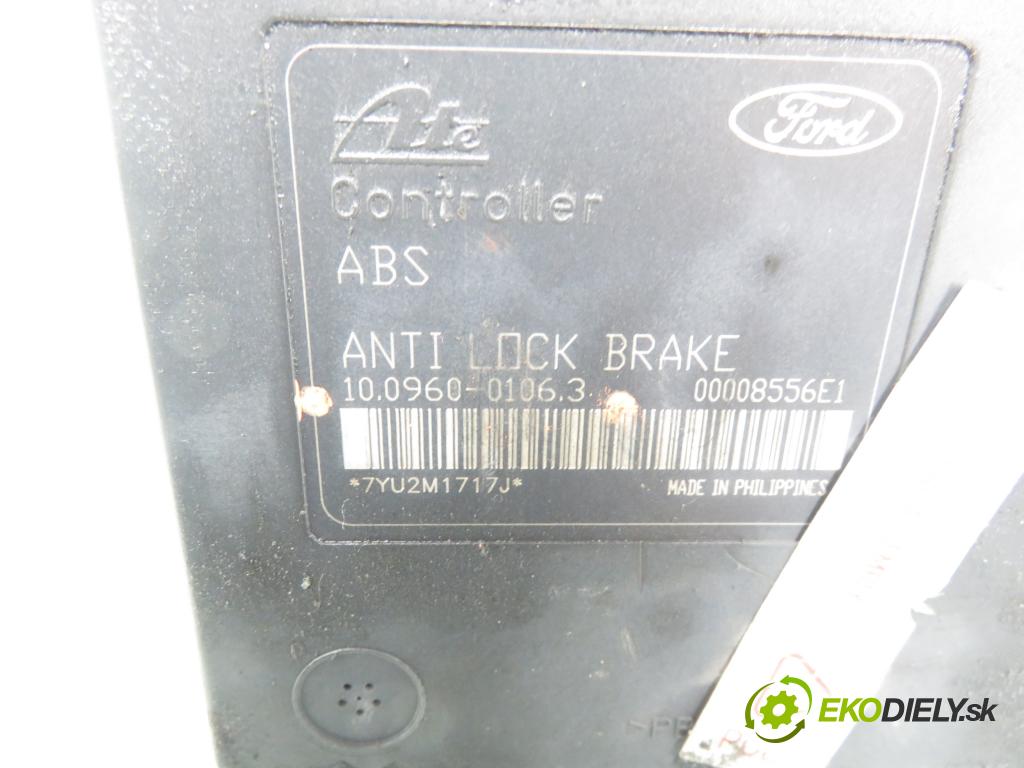 Ate
Ford
Controller
ABS
ANTI LOCK BRAKE
10.0960-0106.3 00008556E1
*7YU2M1717J* MADE IN PHILIPPINES
EKODIELY.sk